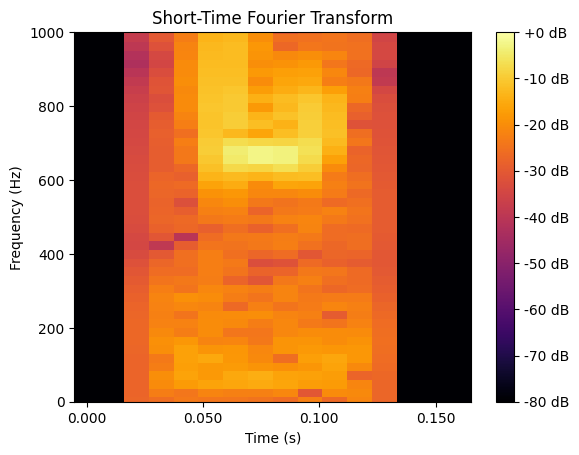 Short-Time Fourier Transform
1000
800
600
400
200
0
Frequency (Hz)
0.000
0.050
0.100
0.150
Time (s)
+0 dB
-10 dB
-20 dB
-30 dB
-40 dB
-50 dB
-60 dB
-70 dB
-80 dB